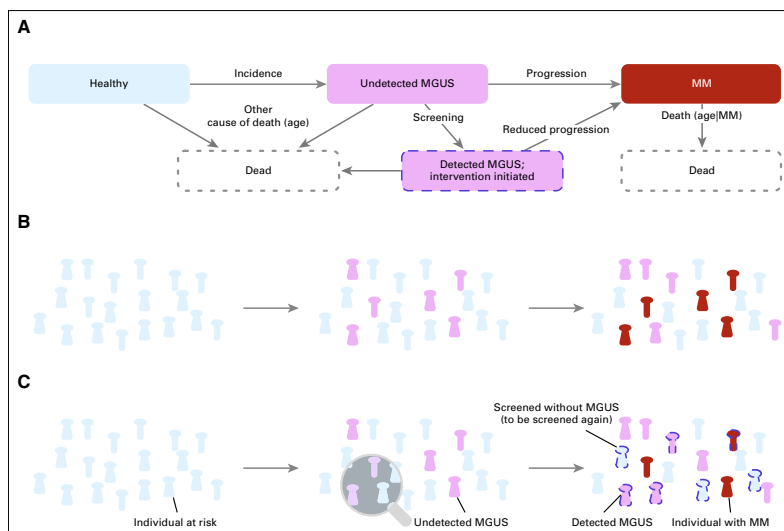 A
Healthy
Incidence
Undetected MGUS
Progression
MM
Other
cause of death (age)
Screening
Reduced progression
Death (age|MM)
Dead
Detected MGUS;
intervention initiated
Dead
B
C
Screened without MGUS
(to be screened again)
Individual at risk
Undetected MGUS
Detected MGUS
Individual with MM